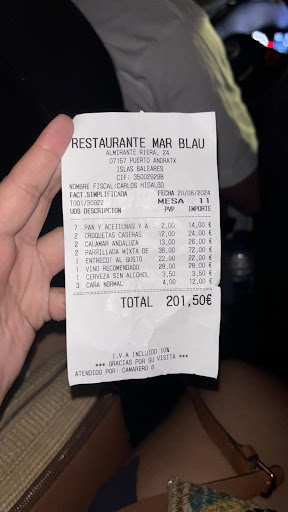 RESTAURANTE MAR BLAU
ALMIRANTE RIERA, 24
07157 PUERTO ANDRATX
ISLAS BALEARES
CIF: 35002929B
NOMBRE FISCAL:CARLOS HIDALGO
FACT.SIMPLIFICADA FECHA 20/08/2024
T001/30922 MESA 11
UDS DESCRIPCION PVP IMPORTE
7 PAN Y ACEITUNAS Y A 2,00 14,00 €
2 CROQUETAS CASERAS 12,00 24,00 €
2 CALAMAR ANDALUZA 13,00 26,00 €
2 PARRILLADA MIXTA DE 36,00 72,00 €
1 ENTRECOT AL GUSTO 22,00 22,00 €
1 VINO RECOMENDADO 28,00 28,00 €
1 CERVEZA SIN ALCOHOL 3,50 3,50 €
3 CAÑA NORMAL 4,00 12,00 €
TOTAL 201,50€
I.V.A INCLUIDO 10%
*** GRACIAS POR SU VISITA ***
ATENDIDO POR: CAMARERO 0